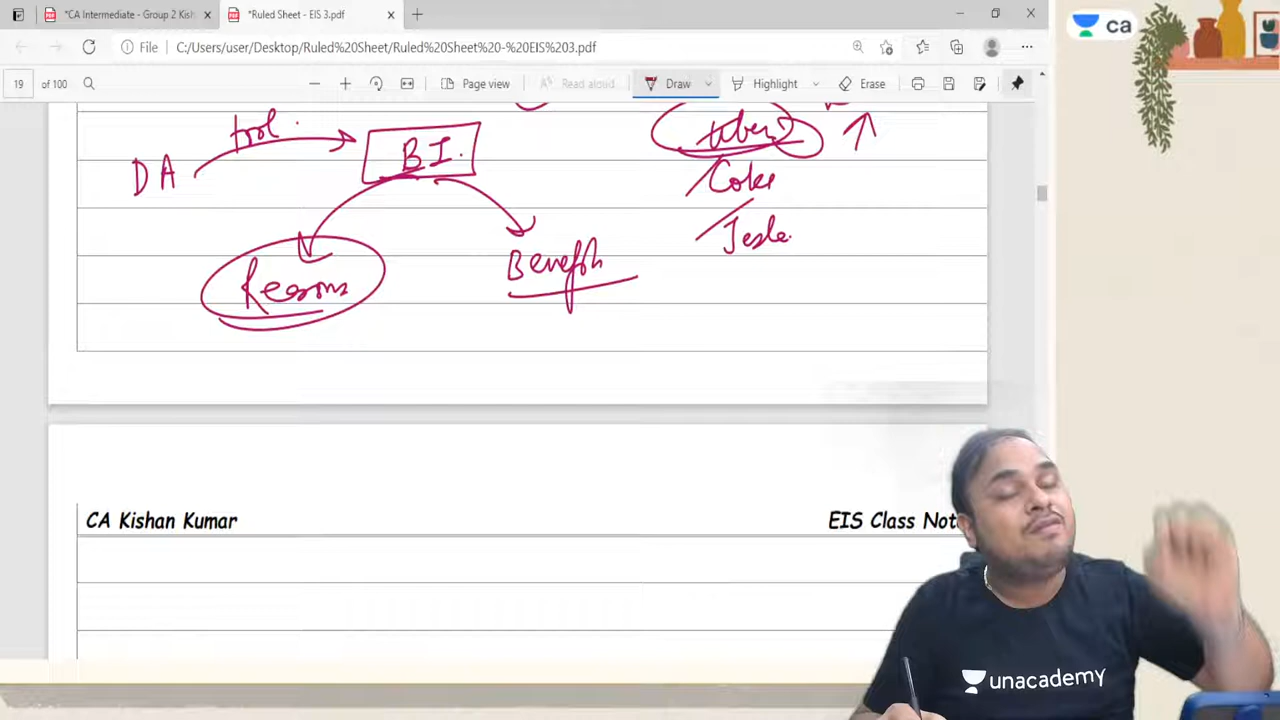 *CA Intermediate - Group 2 Kish
*Ruled Sheet - EIS 3.pdf
File
C:/Users/user/Desktop/Ruled%20Sheet/Ruled%20Sheet%20-%20EIS%203.pdf
ca
19 of 100
Page view
Read aloud
Draw
Highlight
Erase
DA
tool.
BI.
Uber
Coke
Tesla
Reasons
Benefits
CA Kishan Kumar
EIS Class Not
unacademy